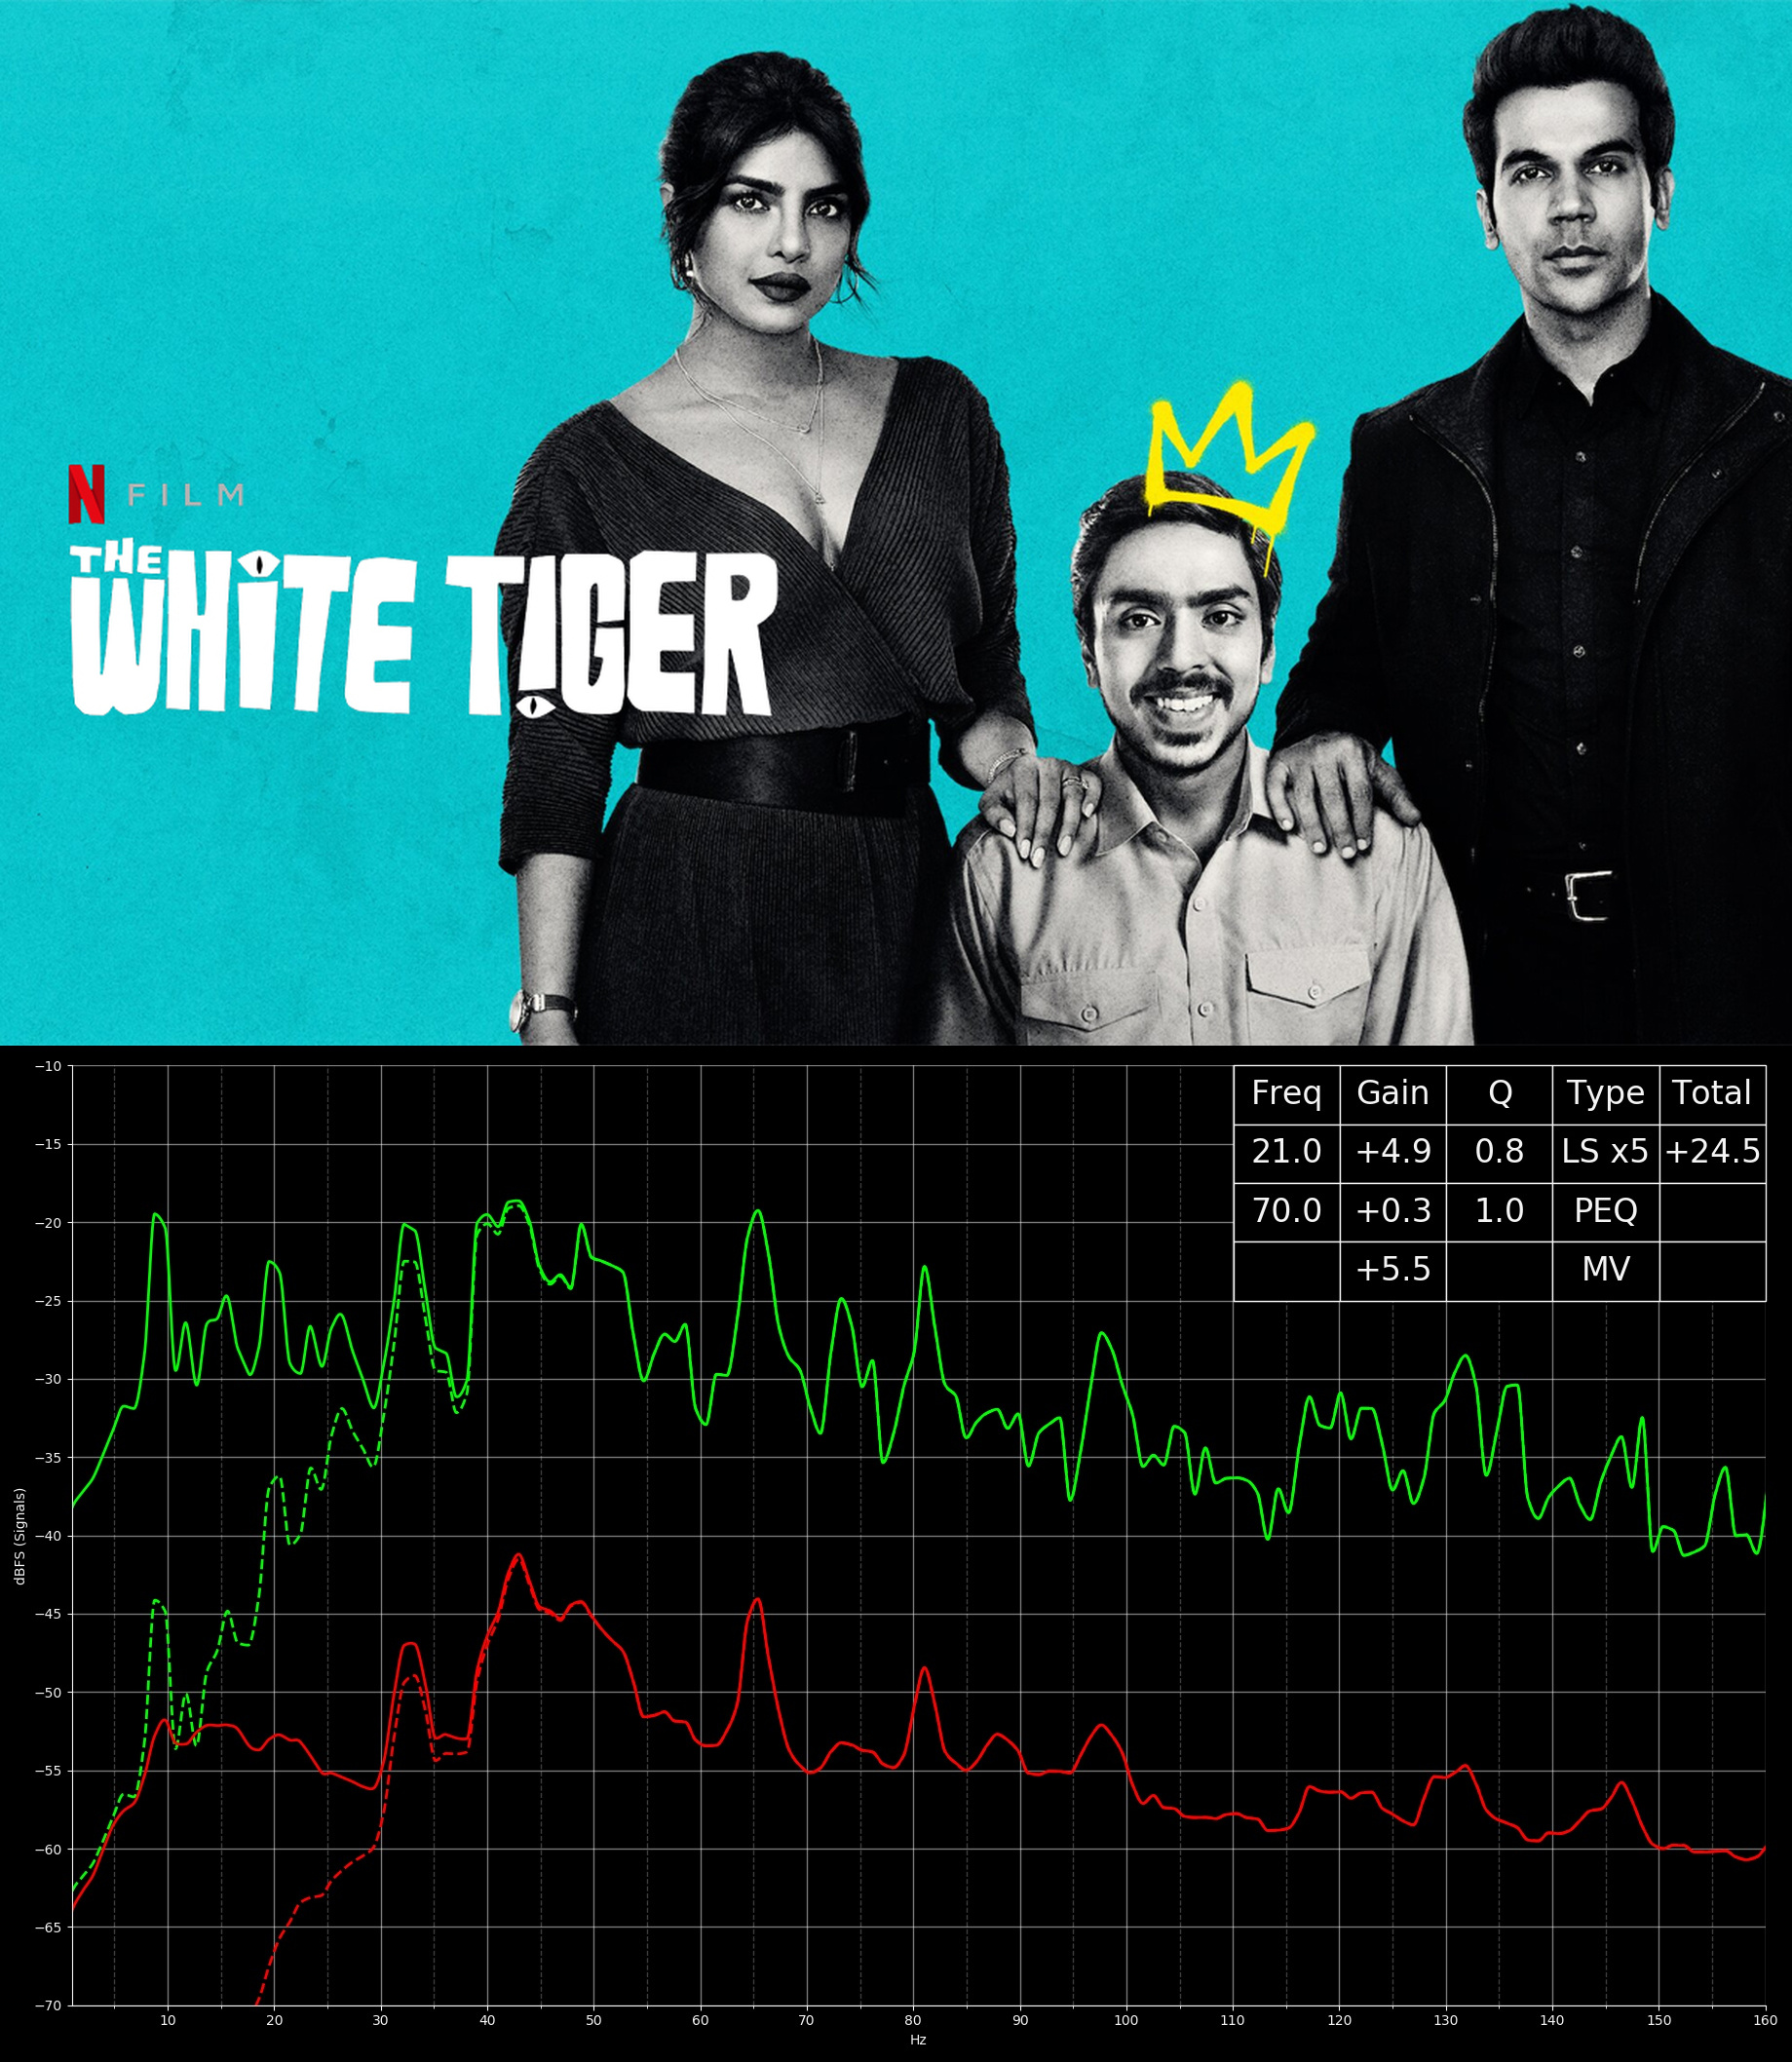 N FILM
THE
WHITE TIGER
Freq Gain Q Type Total
21.0 +4.9 0.8 LS x5 +24.5
70.0 +0.3 1.0 PEQ
+5.5 MV
−10
−15
−20
−25
−30
−35
−40
−45
−50
−55
−60
−65
−70
dBFS (Signals)
10 20 30 40 50 60 70 80 90 100 110 120 130 140 150 160
Hz